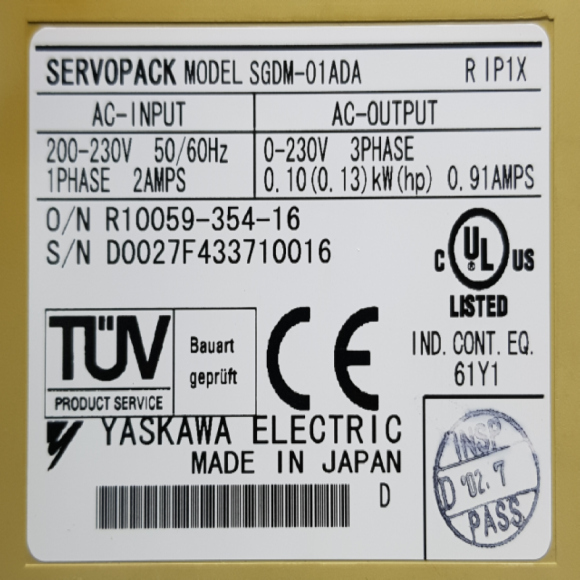 SERVOPACK MODEL SGDM-01ADA R IP1X
AC-INPUT AC-OUTPUT
200-230V 50/60Hz 0-230V 3PHASE
1PHASE 2AMPS 0.10(0.13)kW(hp) 0.91AMPS
O/N R10059-354-16
S/N D0027F433710016
C UL US
LISTED
IND. CONT. EQ.
61Y1
TÜV
PRODUCT SERVICE
Bauart
geprüft
CE
YASKAWA ELECTRIC
MADE IN JAPAN
D
INSP
D '02.7
PASS